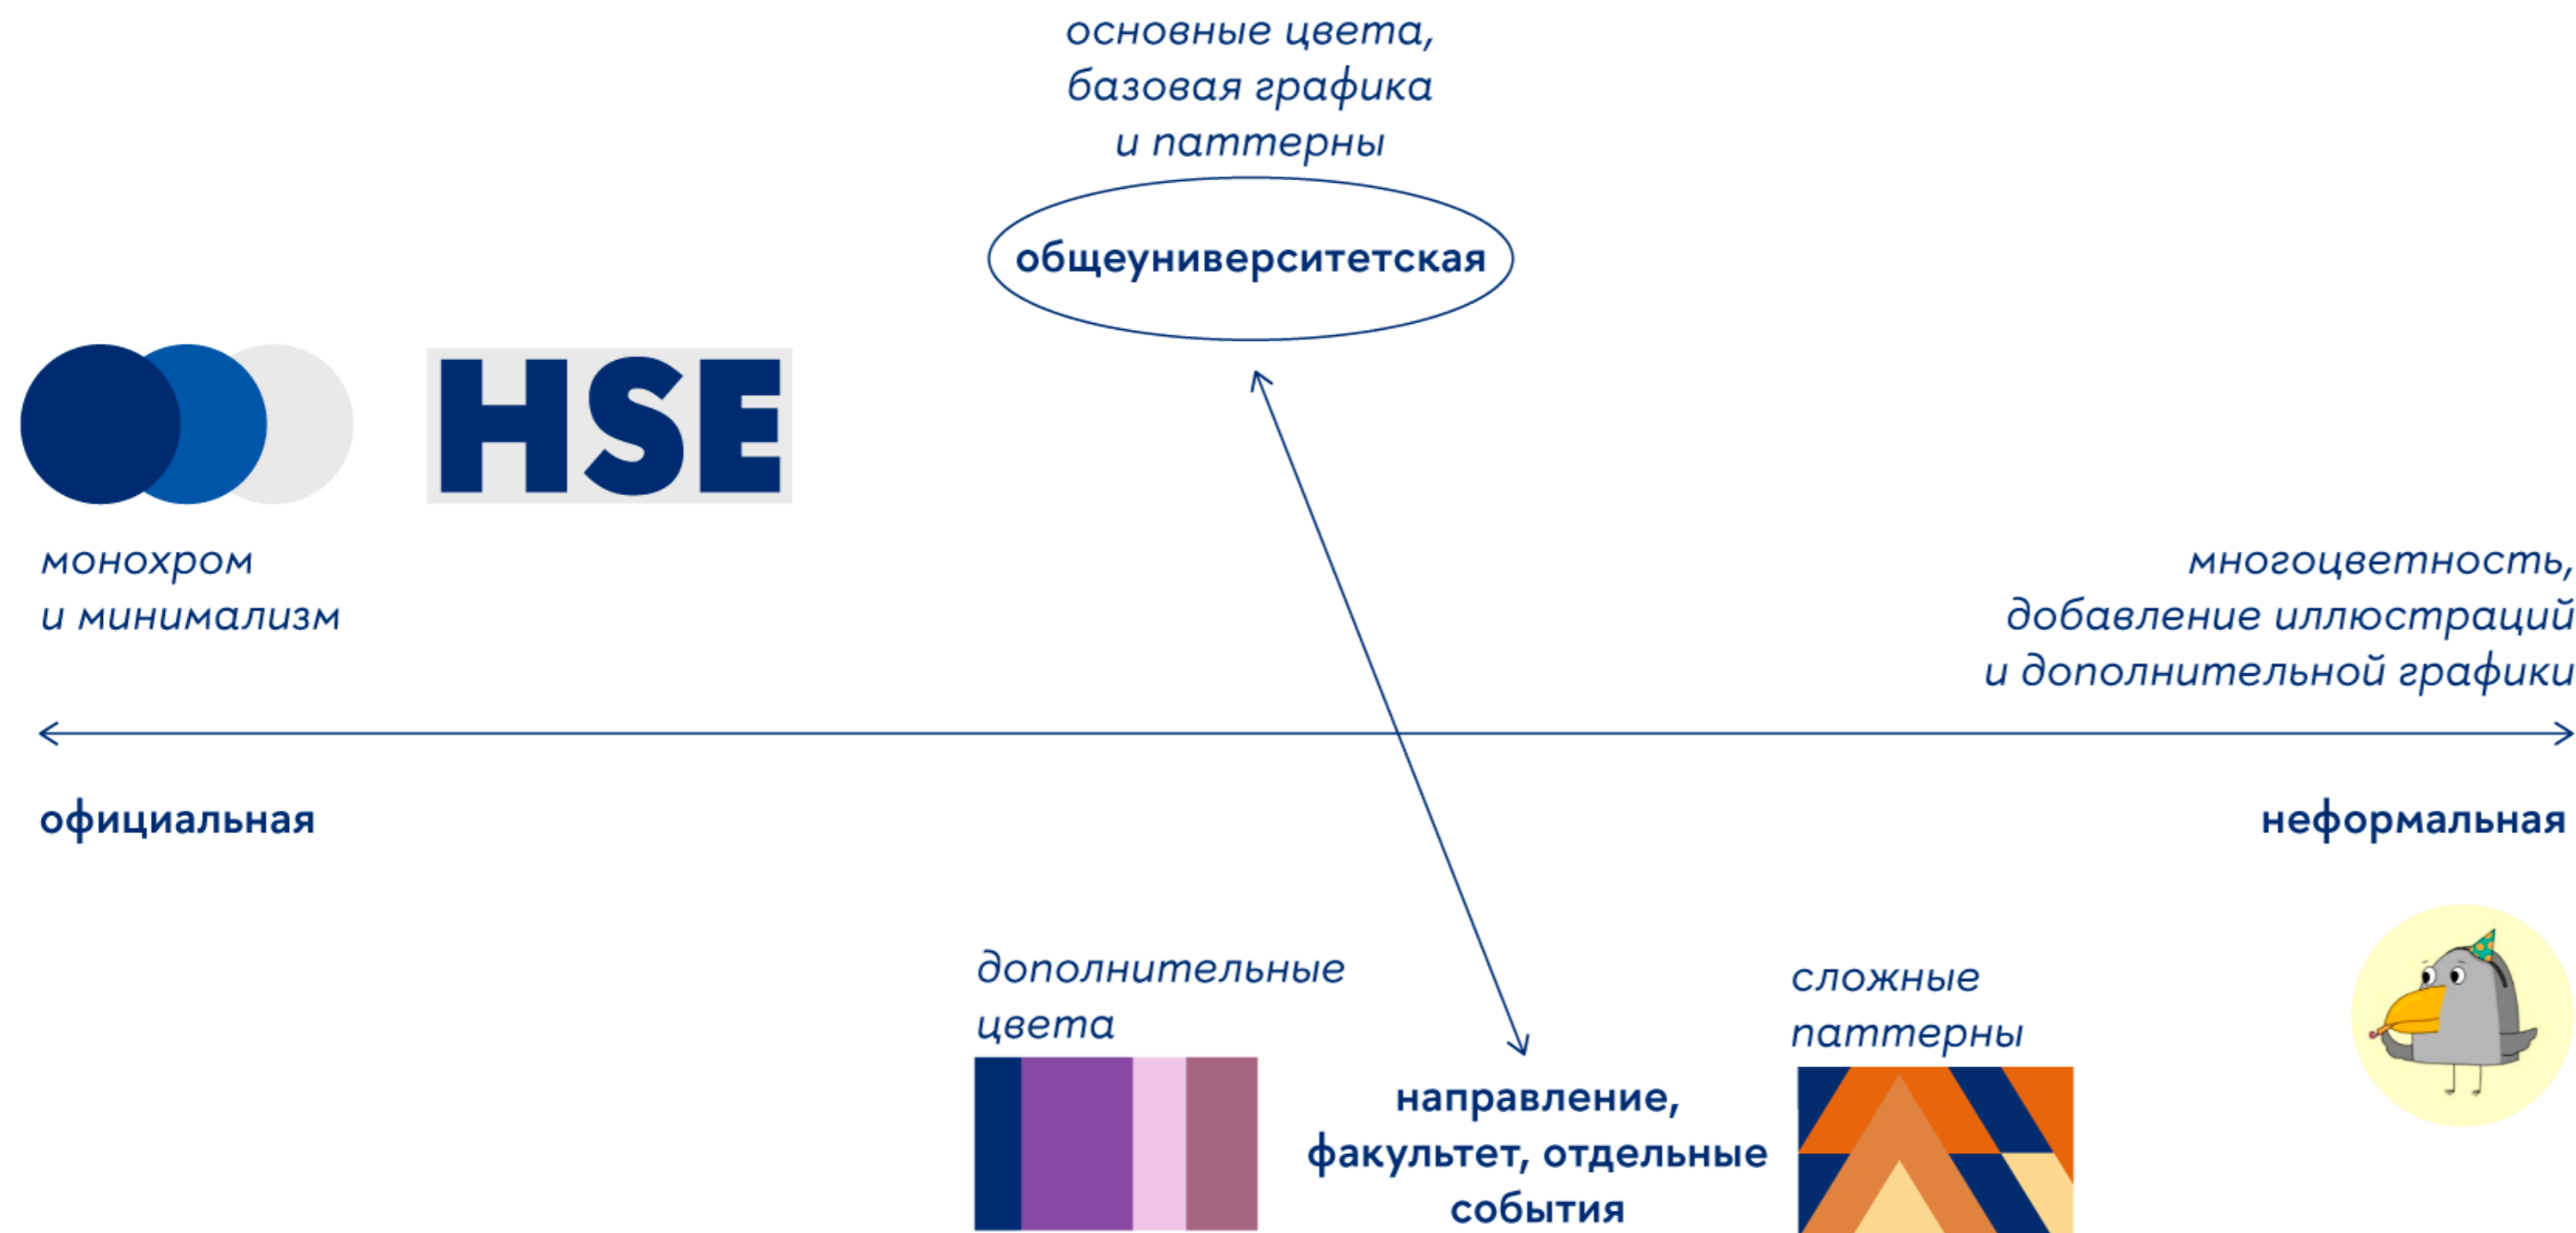 основные цвета,
базовая графика
и паттерны
общеуниверситетская
HSE
монохром
и минимализм
многоцветность,
добавление иллюстраций
и дополнительной графики
официальная
неформальная
дополнительные
цвета
сложные
паттерны
направление,
факультет, отдельные
события